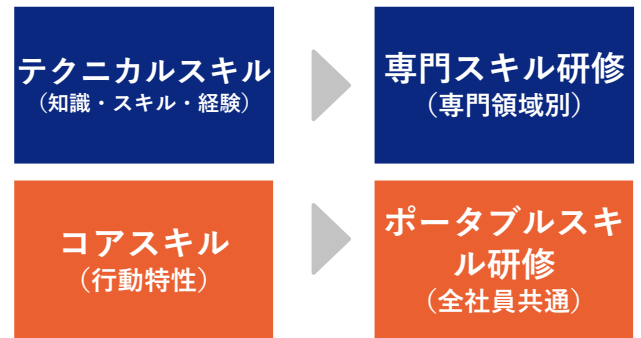 テクニカルスキル
（知識・スキル・経験）
専門スキル研修
（専門領域別）
コアスキル
（行動特性）
ポータブルスキ
ル研修
（全社員共通）